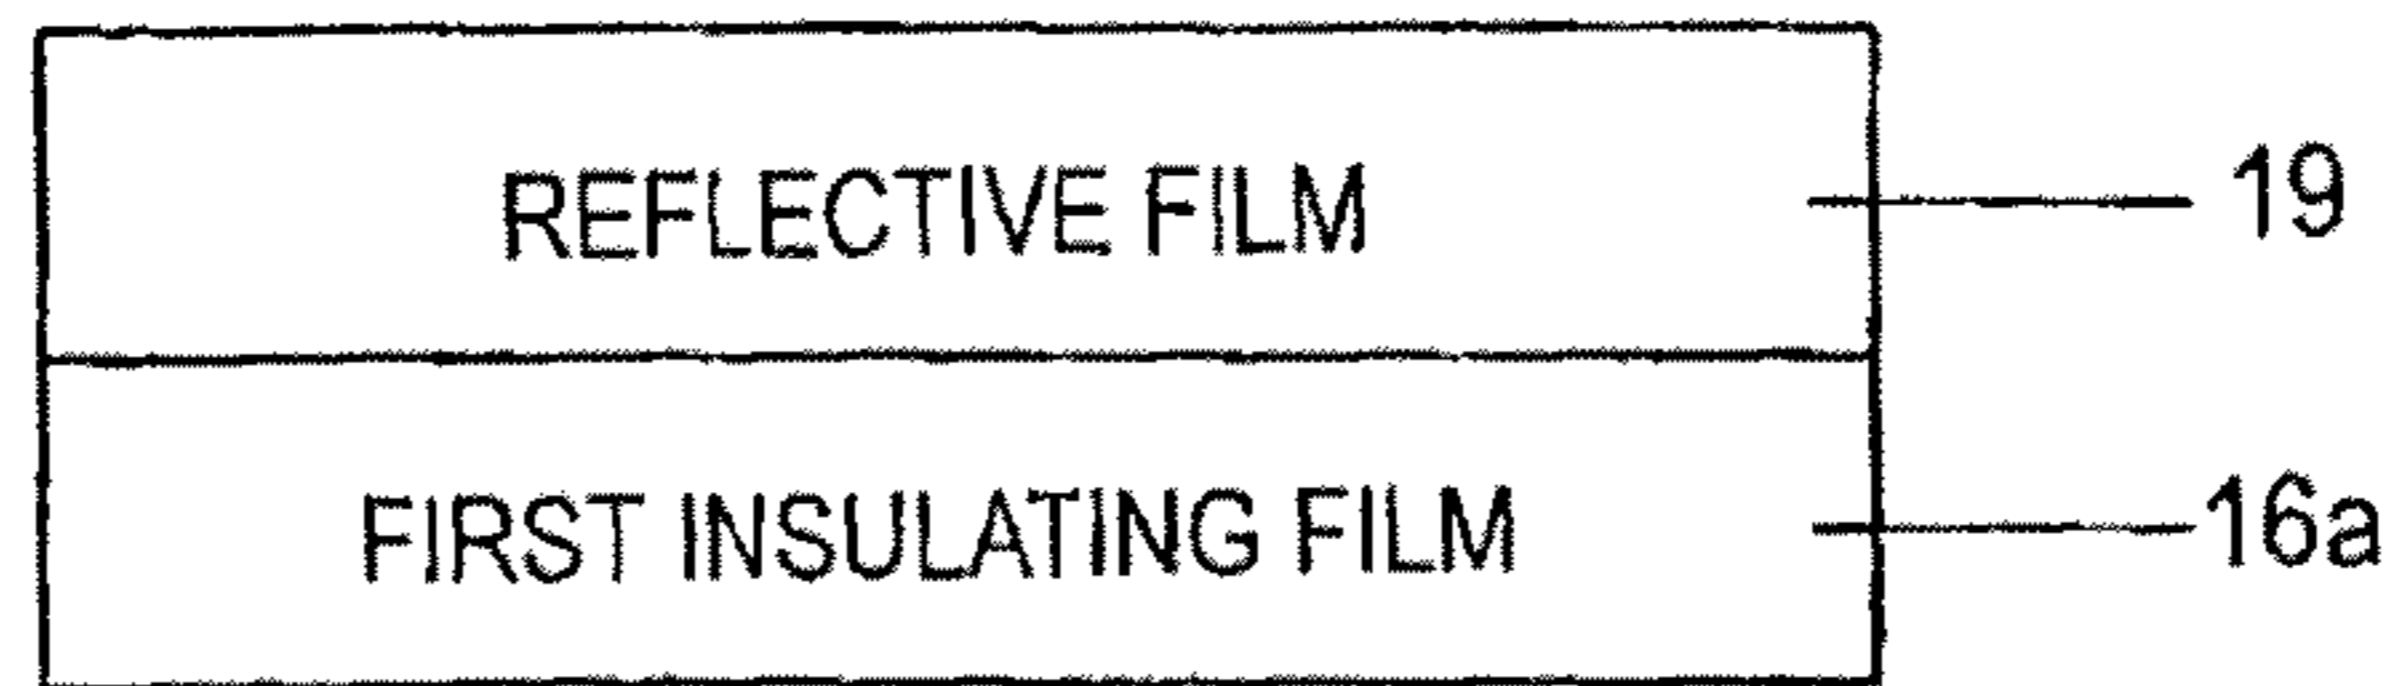 REFLECTIVE FILM 19
FIRST INSULATING FILM 16a